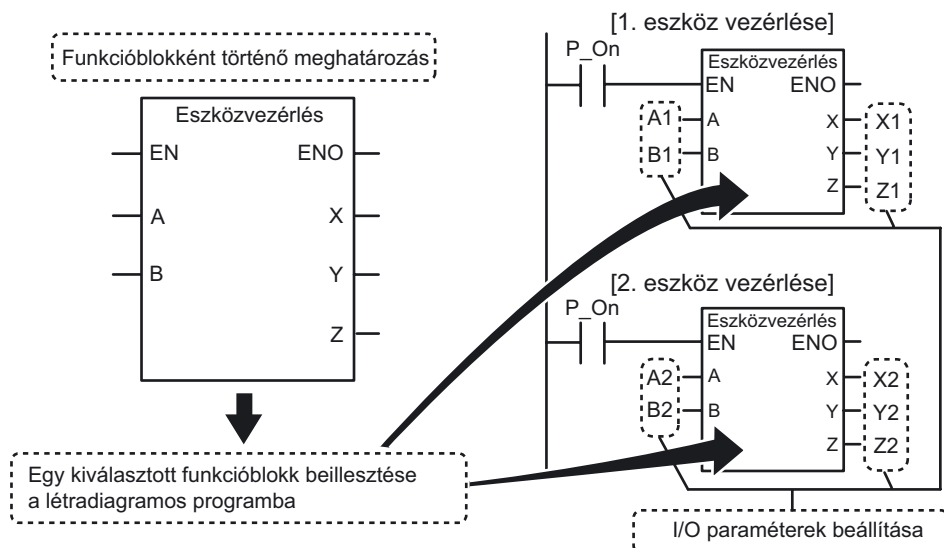 Funkcióblokként történő meghatározás
Eszközvezérlés
EN ENO
A X
B Y
Z
Egy kiválasztott funkcióblokk beillesztése
a létradiagramos programba
[1. eszköz vezérlése]
P_On
Eszközvezérlés
EN ENO
A1 A X X1
B1 B Y Y1
Z Z1
[2. eszköz vezérlése]
P_On
Eszközvezérlés
EN ENO
A2 A X X2
B2 B Y Y2
Z Z2
I/O paraméterek beállítása